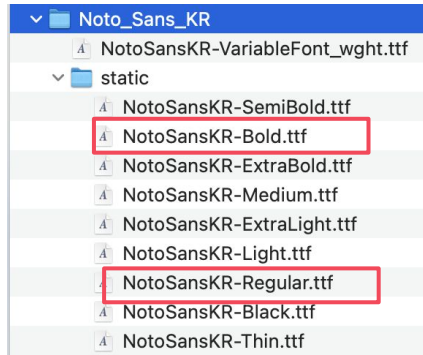 Noto_Sans_KR
NotoSansKR-VariableFont_wght.ttf
static
NotoSansKR-SemiBold.ttf
NotoSansKR-Bold.ttf
NotoSansKR-ExtraBold.ttf
NotoSansKR-Medium.ttf
NotoSansKR-ExtraLight.ttf
NotoSansKR-Light.ttf
NotoSansKR-Regular.ttf
NotoSansKR-Black.ttf
NotoSansKR-Thin.ttf